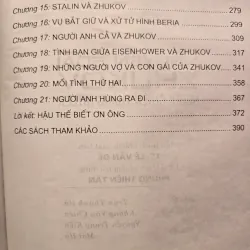 Chương 15: STALIN VÀ ZHUKOV 279
Chương 16: VỤ BẮT GIỮ VÀ XỬ TỬ HÌNH BERIA 299
Chương 17: NGƯỜI ANH CẢ VÀ ZHUKOV 309
Chương 18: TÌNH BẠN GIỮA EISENHOWER VÀ ZHUKOV 317
Chương 19: NHỮNG NGƯỜI VỢ VÀ CON GÁI CỦA ZHUKOV 341
Chương 20: MỐI TÌNH THỨ HAI 358
Chương 21: NGƯỜI ANH HÙNG RA ĐI 367
Lời kết: HẬU THẾ BIẾT ƠN ÔNG 372
CÁC SÁCH THAM KHẢO 390